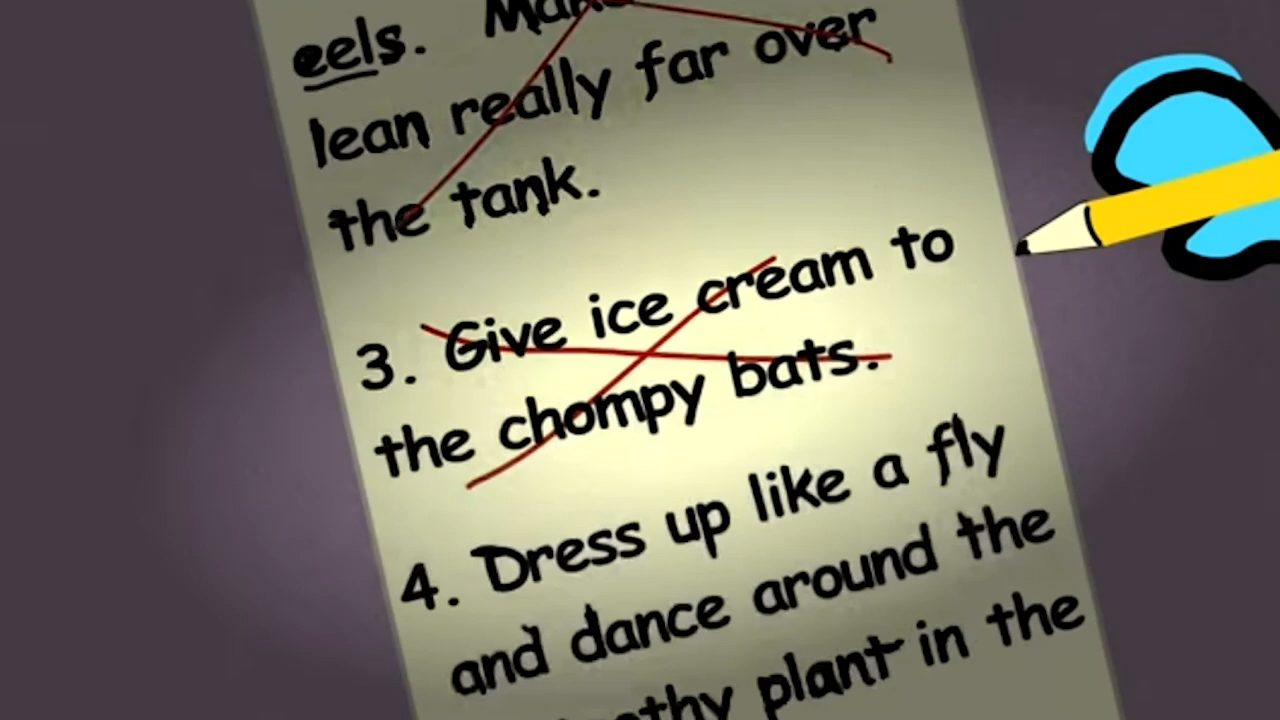 eels.
lean really far over
the tank.
3. Give ice cream to
the chompy bats.
4. Dress up like a fly
and dance around the
plant in the